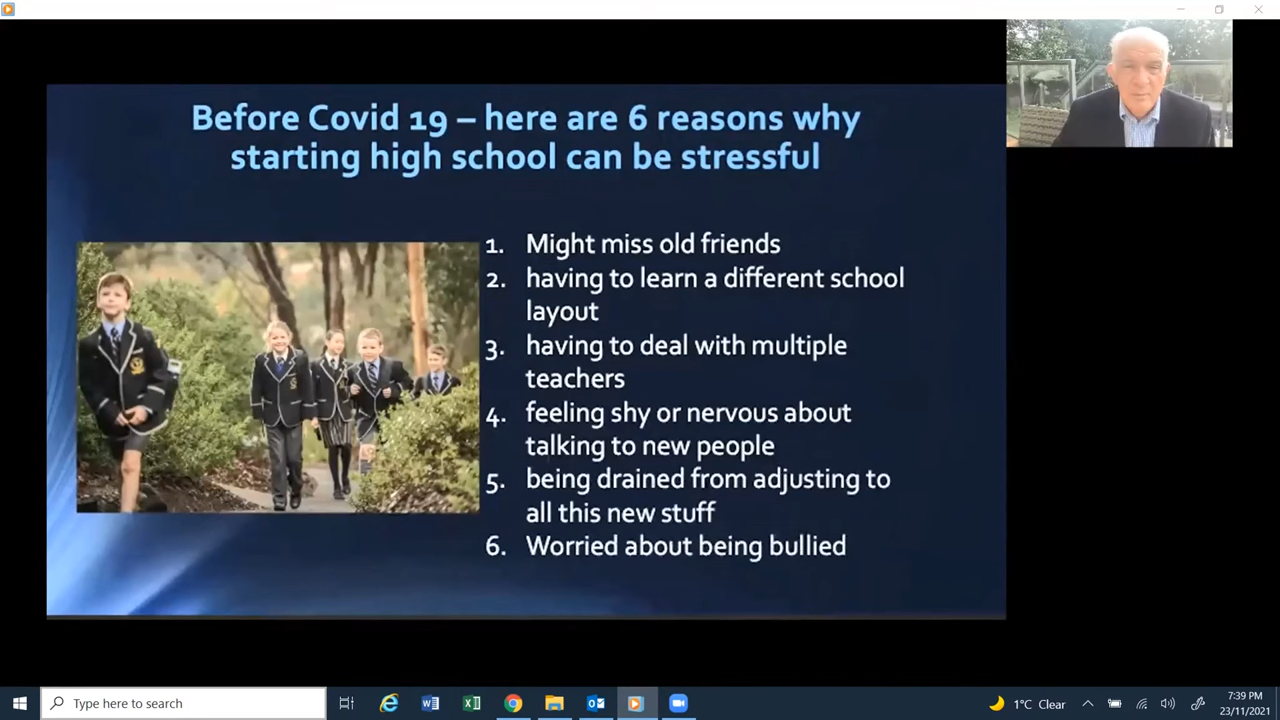 Before Covid 19 – here are 6 reasons why
starting high school can be stressful
1. Might miss old friends
2. having to learn a different school
layout
3. having to deal with multiple
teachers
4. feeling shy or nervous about
talking to new people
5. being drained from adjusting to
all this new stuff
6. Worried about being bullied
Type here to search
1°C Clear
7:39 PM
23/11/2021